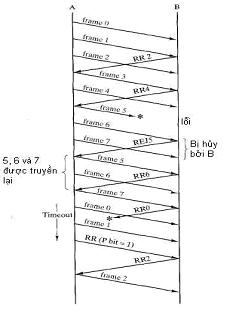 A B
frame 0
frame 1
frame 2
RR 2
frame 3
frame 4
RR4
frame 5
*
lỗi
frame 6
frame 7
REJ5
Bị hủy
bởi B
5, 6 và 7
được truyền
lại
frame 5
frame 6
RR6
frame 7
Timeout
frame 0
RR0
*
frame 1
RR (P bit = 1)
RR2
frame 2